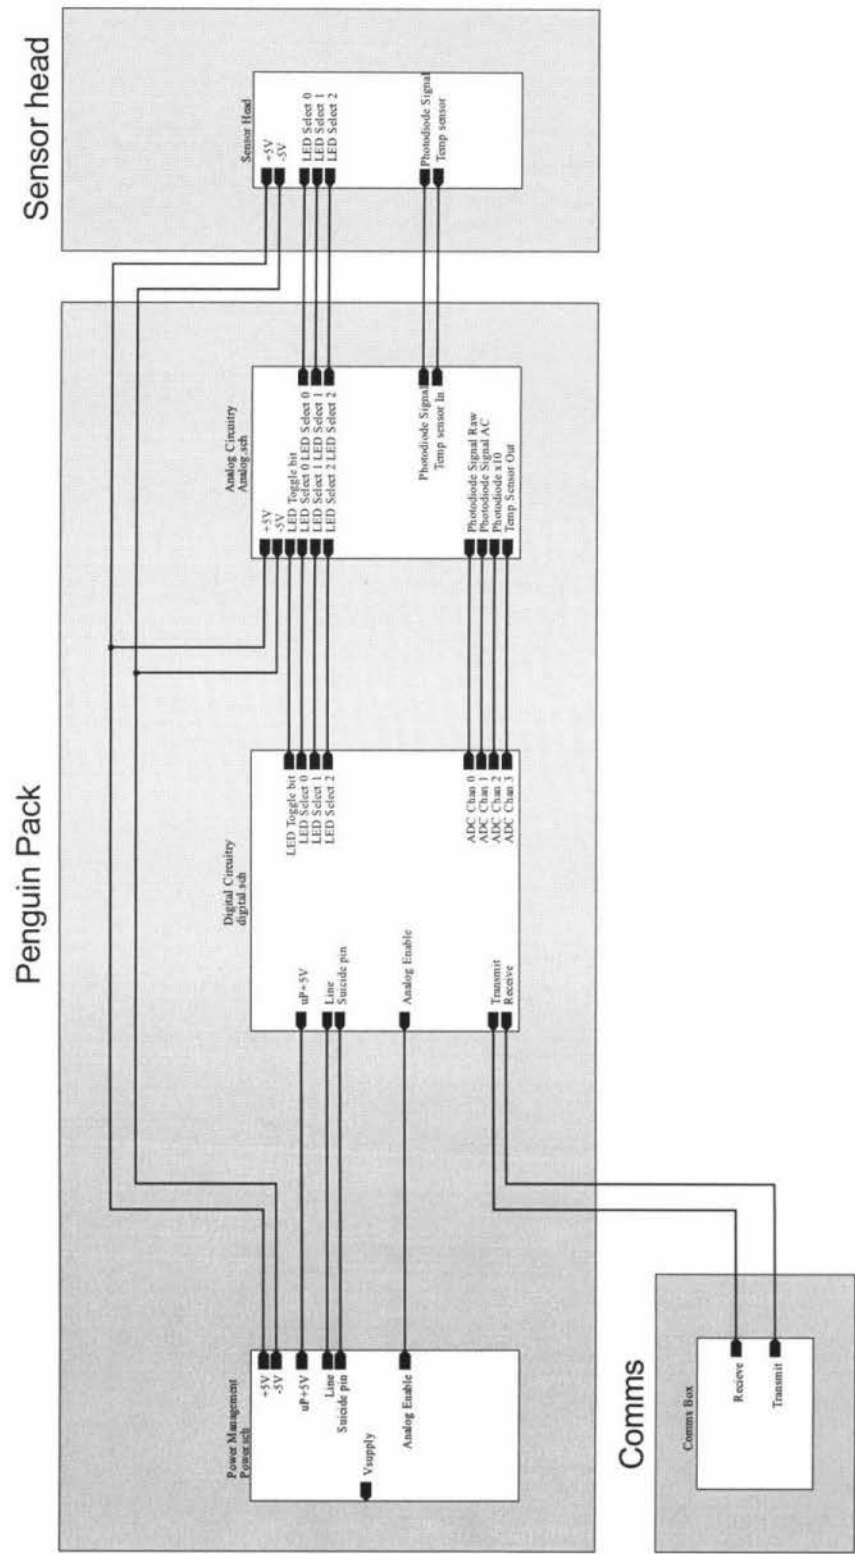 Penguin Pack
Sensor head
Comms
Power Management
Power.sch
Vsupply
+5V
-5V
uP+5V
Line
Suicide pin
Analog Enable
Digital Circuitry
digital.sch
uP+5V
Line
Suicide pin
Analog Enable
Transmit
Receive
LED Toggle bit
LED Select 0
LED Select 1
LED Select 2
ADC Chan 0
ADC Chan 1
ADC Chan 2
ADC Chan 3
Analog Circuitry
Analog.sch
+5V
-5V
LED Toggle bit
LED Select 0 LED Select 0
LED Select 1 LED Select 1
LED Select 2 LED Select 2
Photodiode Signal
Temp sensor In
Photodiode Signal Raw
Photodiode Signal AC
Photodiode x10
Temp Sensor Out
Sensor Head
+5V
-5V
LED Select 0
LED Select 1
LED Select 2
Photodiode Signal
Temp sensor
Comms Box
Recieve
Transmit